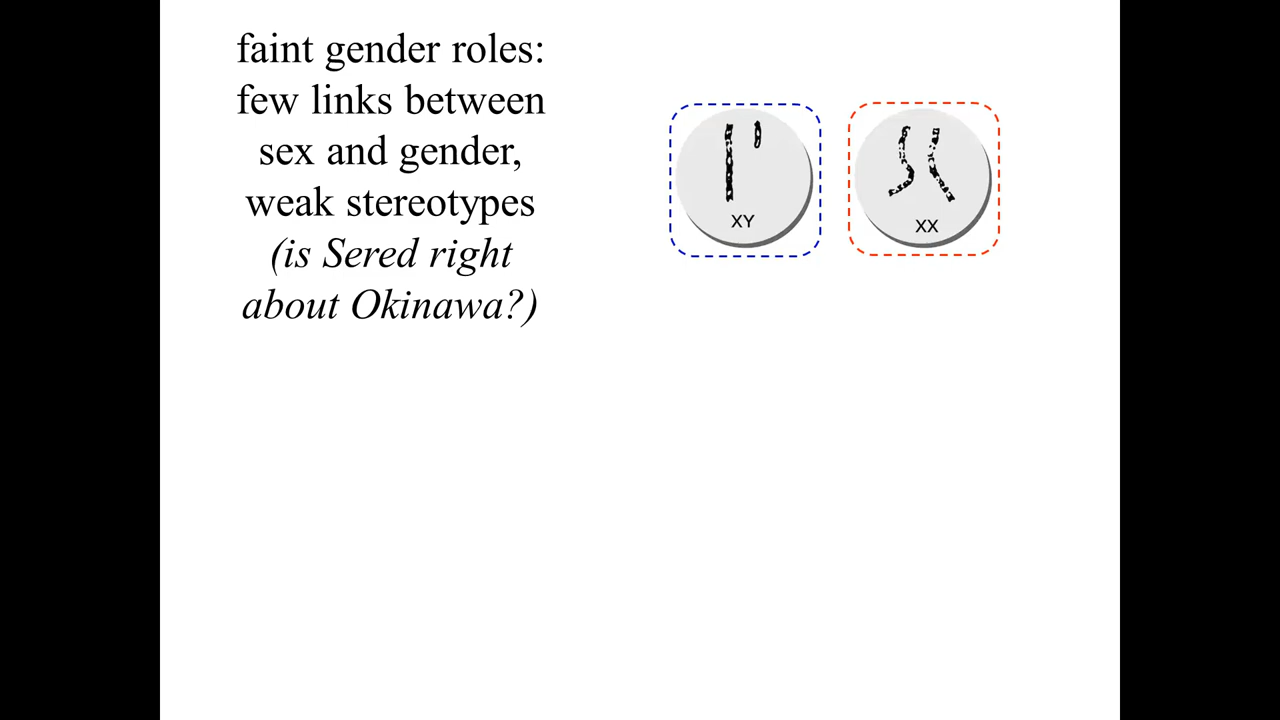 faint gender roles:
few links between
sex and gender,
weak stereotypes
(is Sered right
about Okinawa?)
XY
XX